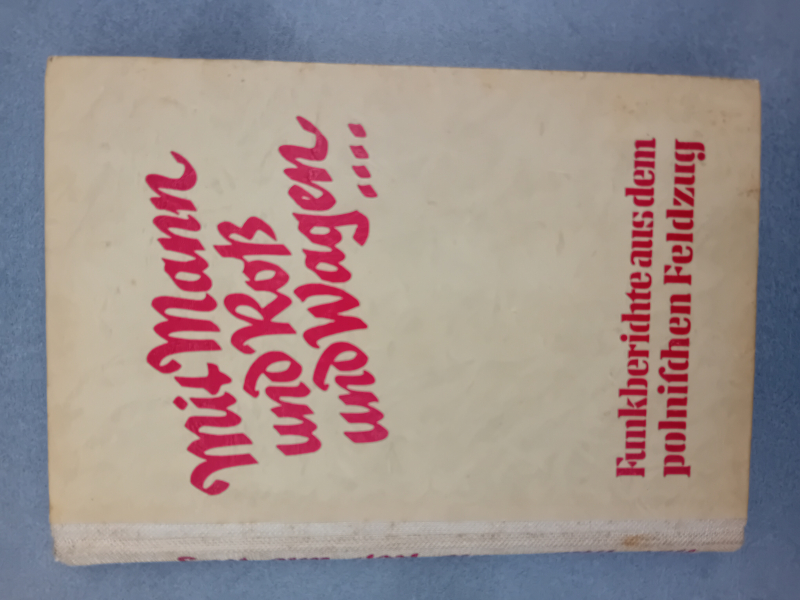 Mit Mann
und Roß
und Wagen....
Funkberichte aus dem
polniſchen Feldzug